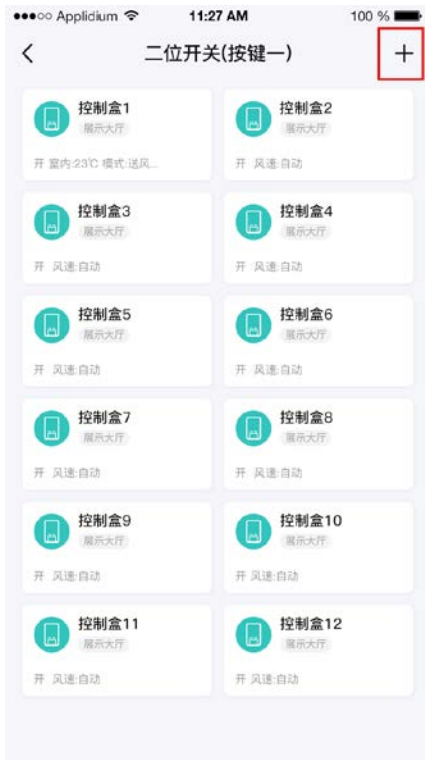 Applidium 11:27 AM 100 %
二位开关(按键一)
控制盒1
展示大厅
开 室内:23℃ 模式:送风...
控制盒2
展示大厅
开 风速:自动
控制盒3
展示大厅
开 风速:自动
控制盒4
展示大厅
开 风速:自动
控制盒5
展示大厅
开 风速:自动
控制盒6
展示大厅
开 风速:自动
控制盒7
展示大厅
开 风速:自动
控制盒8
展示大厅
开 风速:自动
控制盒9
展示大厅
开 风速:自动
控制盒10
展示大厅
开 风速:自动
控制盒11
展示大厅
开 风速:自动
控制盒12
展示大厅
开 风速:自动